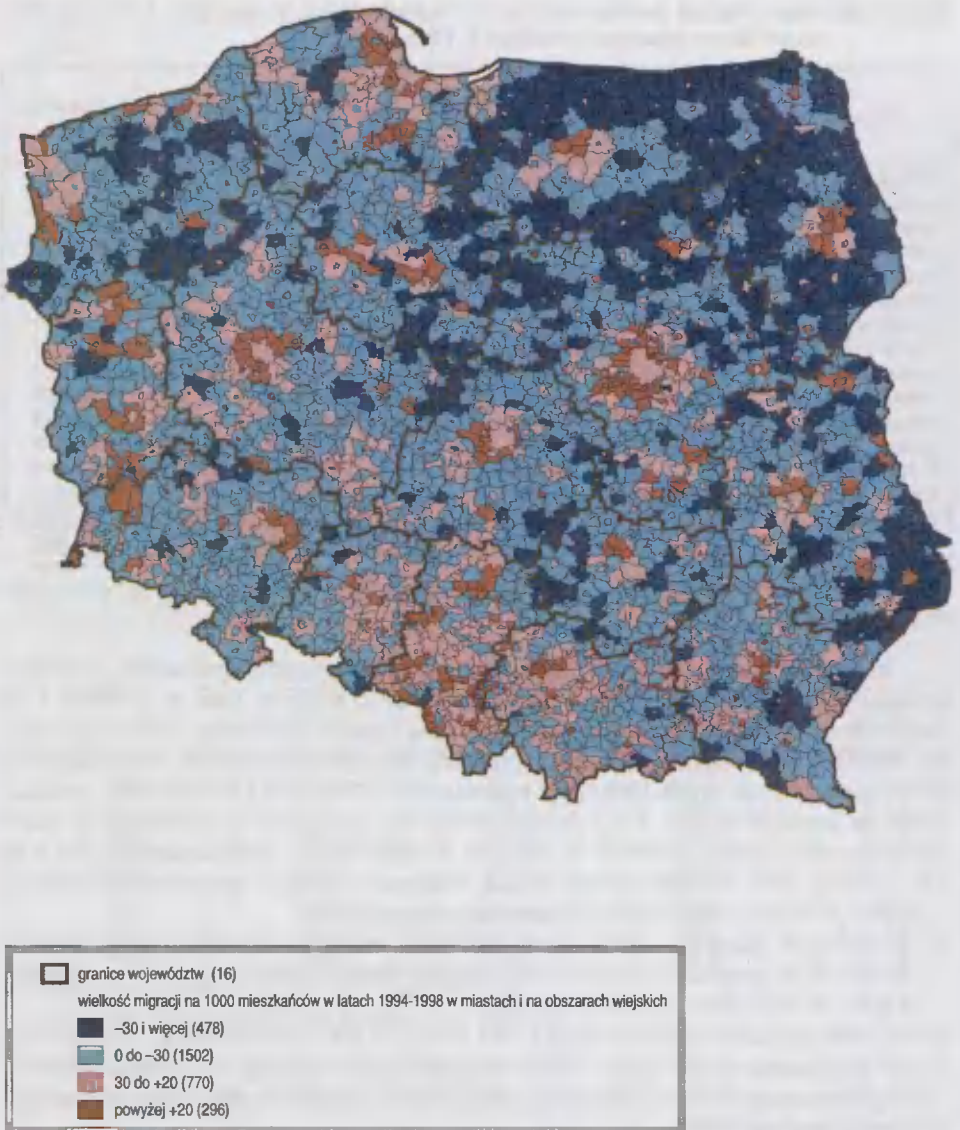 granice województw (16)
wielkość migracji na 1000 mieszkańców w latach 1994-1998 w miastach i na obszarach wiejskich
–30 i więcej (478)
0 do –30 (1502)
30 do +20 (770)
powyżej +20 (296)